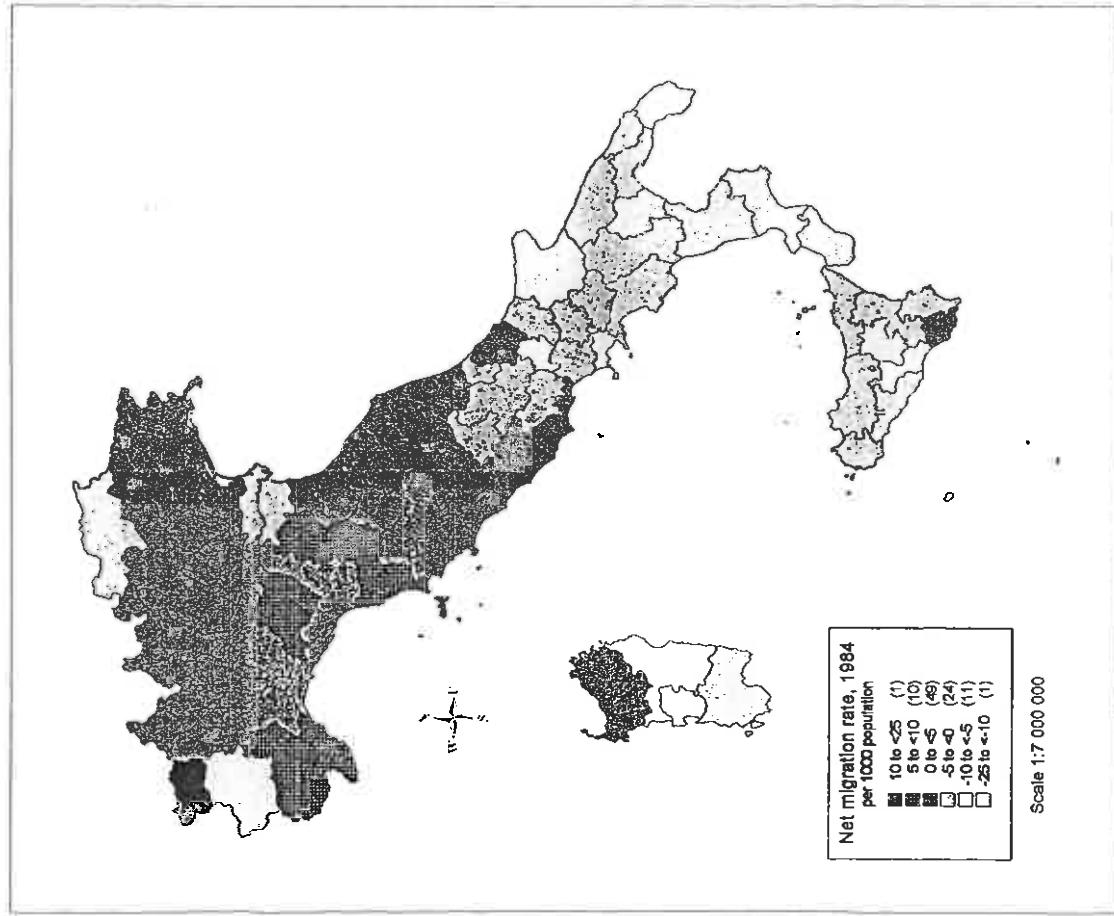 Net migration rate, 1984
per 1000 population
10 to <25 (1)
5 to <10 (10)
0 to <5 (49)
-5 to <0 (24)
-10 to <-5 (11)
-25 to <-10 (1)
Scale 1:7 000 000